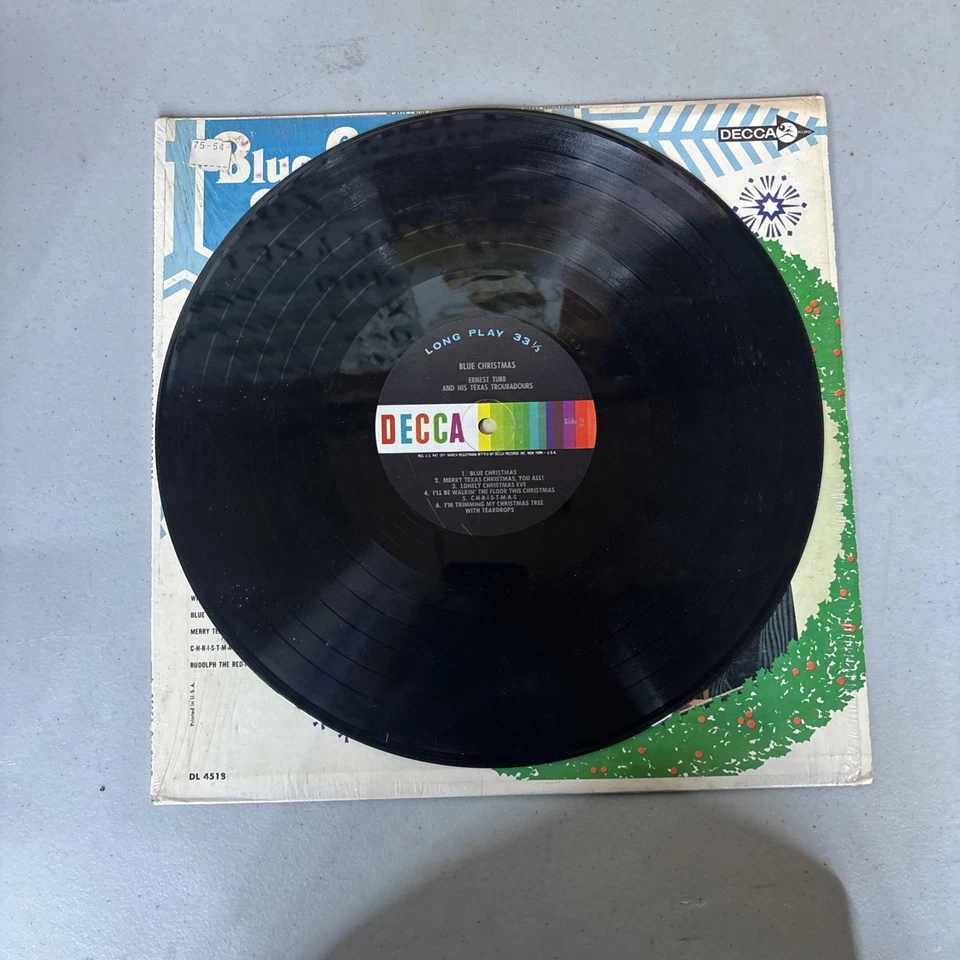 75-54-
Blue
DECCA
RECORDS
LONG PLAY 33⅓
BLUE CHRISTMAS
ERNEST TUBB
AND HIS TEXAS TROUBADOURS
DECCA
Side 2
1. BLUE CHRISTMAS
2. MERRY TEXAS CHRISTMAS, YOU ALL!
3. LONELY CHRISTMAS EVE
4. I'LL BE WALKIN' THE FLOOR THIS CHRISTMAS
5. C-H-R-I-S-T-M-A-S
6. I'M TRIMMING MY CHRISTMAS TREE
WITH TEARDROPS
BLUE
MERRY TE
C-H-R-I-S-T-M-A
RUDOLPH THE RED-
Printed in U.S.A.
DL 4518